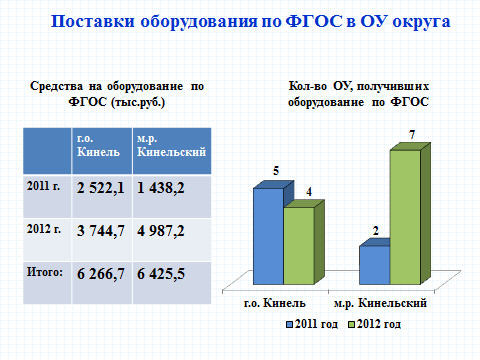 Поставки оборудования по ФГОС в ОУ округа
Средства на оборудование по
ФГОС (тыс.руб.)
г.о.
Кинель
м.р.
Кинельский
2011 г.
2 522,1
1 438,2
2012 г.
3 744,7
4 987,2
Итого:
6 266,7
6 425,5
Кол-во ОУ, получивших
оборудование по ФГОС
5
4
2
7
г.о. Кинель
м.р. Кинельский
2011 год
2012 год